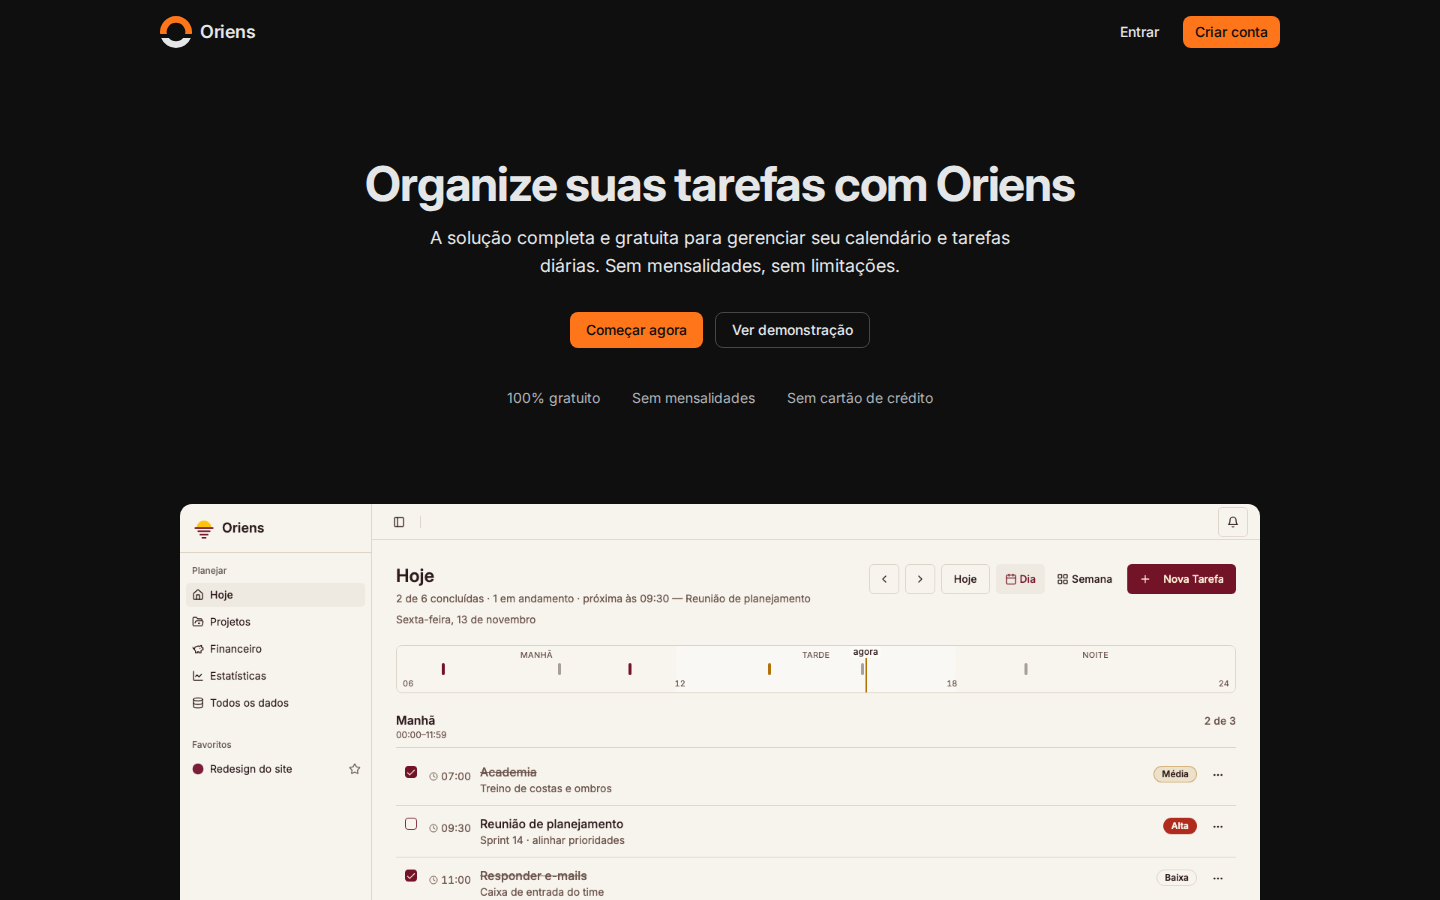 Oriens
Entrar
Criar conta
Organize suas tarefas com Oriens
A solução completa e gratuita para gerenciar seu calendário e tarefas
diárias. Sem mensalidades, sem limitações.
Começar agora
Ver demonstração
100% gratuito
Sem mensalidades
Sem cartão de crédito
Oriens
Planejar
Hoje
Projetos
Financeiro
Estatísticas
Todos os dados
Favoritos
Redesign do site
Hoje
2 de 6 concluídas · 1 em andamento · próxima às 09:30 — Reunião de planejamento
Sexta-feira, 13 de novembro
Hoje
Dia
Semana
Nova Tarefa
MANHÃ
TARDE
agora
NOITE
06
12
18
24
Manhã
2 de 3
00:00–11:59
07:00
Academia
Treino de costas e ombros
Média
09:30
Reunião de planejamento
Sprint 14 · alinhar prioridades
Alta
11:00
Responder e-mails
Caixa de entrada do time
Baixa